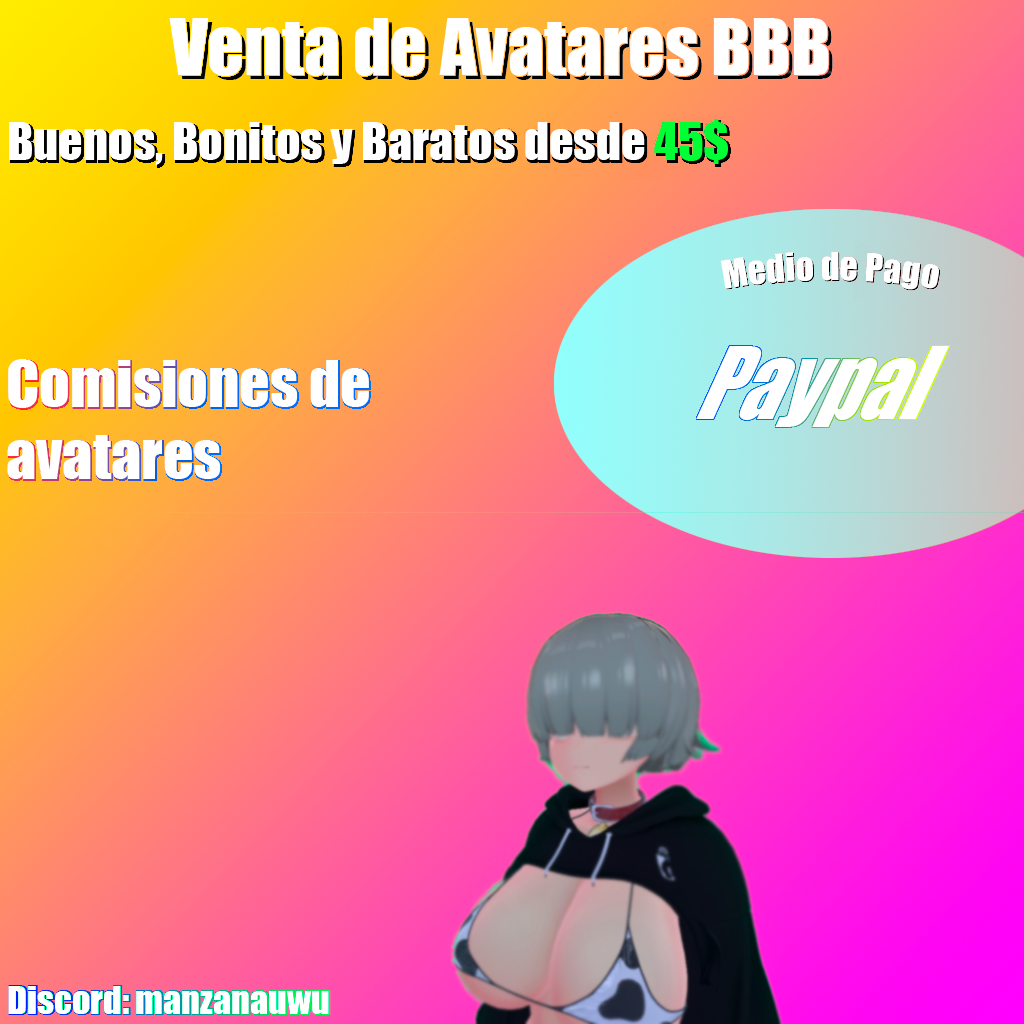 Venta de Avatares BBB
Buenos, Bonitos y Baratos desde 45$
Medio de Pago
Paypal
Comisiones de
avatares
Discord: manzanauwu